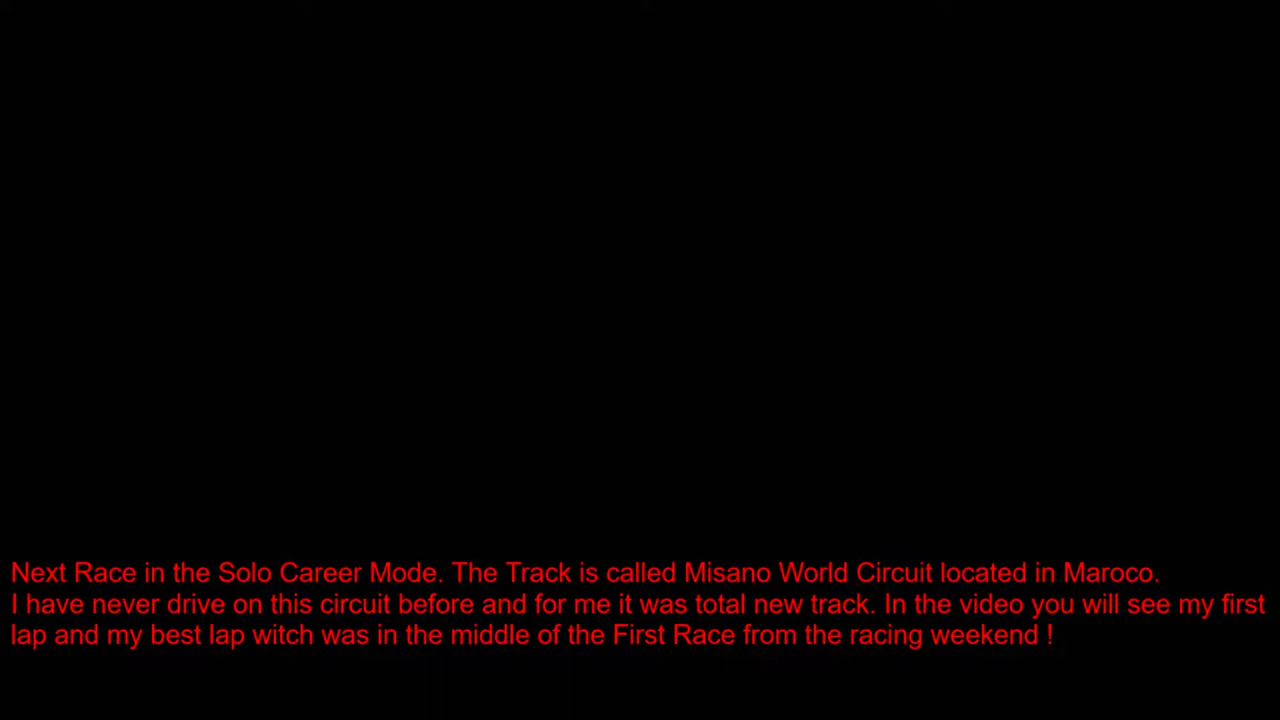 Next Race in the Solo Career Mode. The Track is called Misano World Circuit located in Maroco.
I have never drive on this circuit before and for me it was total new track. In the video you will see my first
lap and my best lap witch was in the middle of the First Race from the racing weekend !